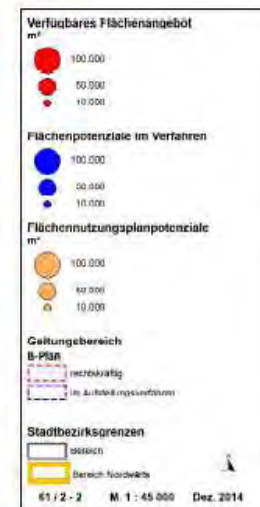 Verfügbares Flächenangebot
m²
100.000
50.000
10.000
Flächenpotenziale im Verfahren
100.000
50.000
10.000
Flächennutzungsplanpotenziale
m²
100.000
50.000
10.000
Geltungsbereich
B-Plan
rechtskräftig
im Aufstellungsverfahren
Stadtbezirksgrenzen
Bereich
Bereich Nordwärts
61 / 2 - 2 M. 1 : 45 000 Dez. 2014